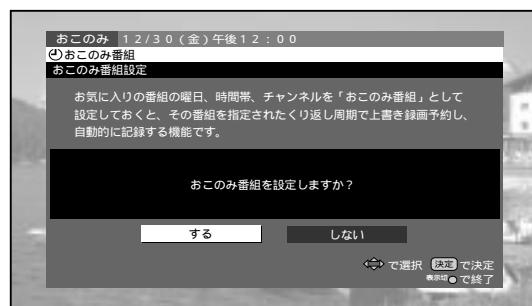 おこのみ 12/30(金)午後12:00
おこのみ番組
おこのみ番組設定
お気に入りの番組の曜日、時間帯、チャンネルを「おこのみ番組」として
設定しておくと、その番組を指定されたくり返し周期で上書き録画予約し、
自動的に記録する機能です。
おこのみ番組を設定しますか?
する しない
で選択 決定 で決定
表示切 で終了